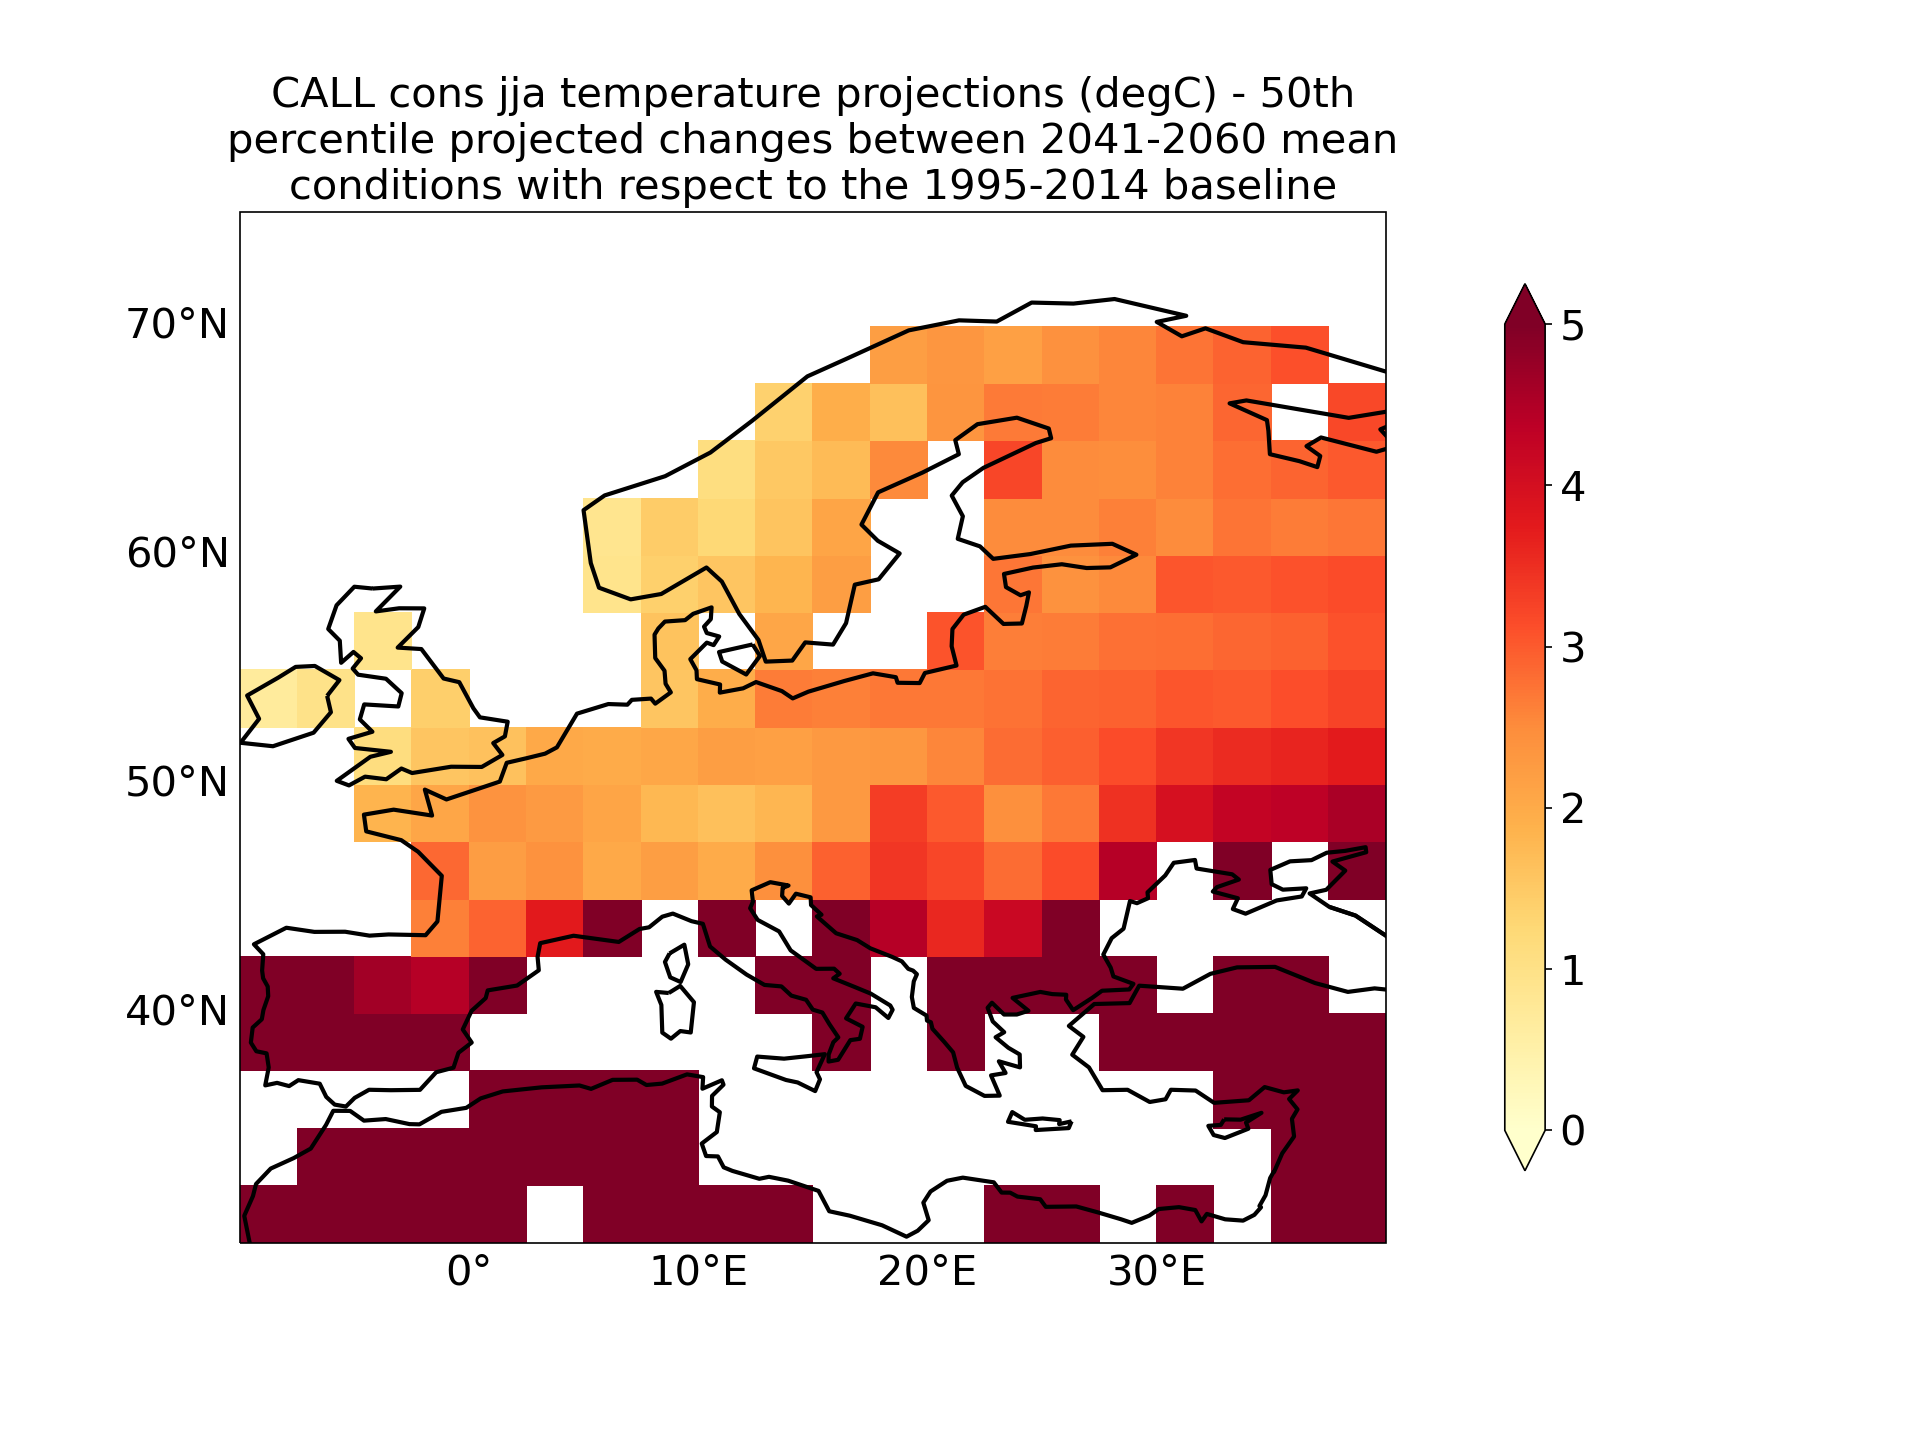 CALL cons jja temperature projections (degC) - 50th
percentile projected changes between 2041-2060 mean
conditions with respect to the 1995-2014 baseline
70°N
60°N
50°N
40°N
0°
10°E
20°E
30°E
5
4
3
2
1
0